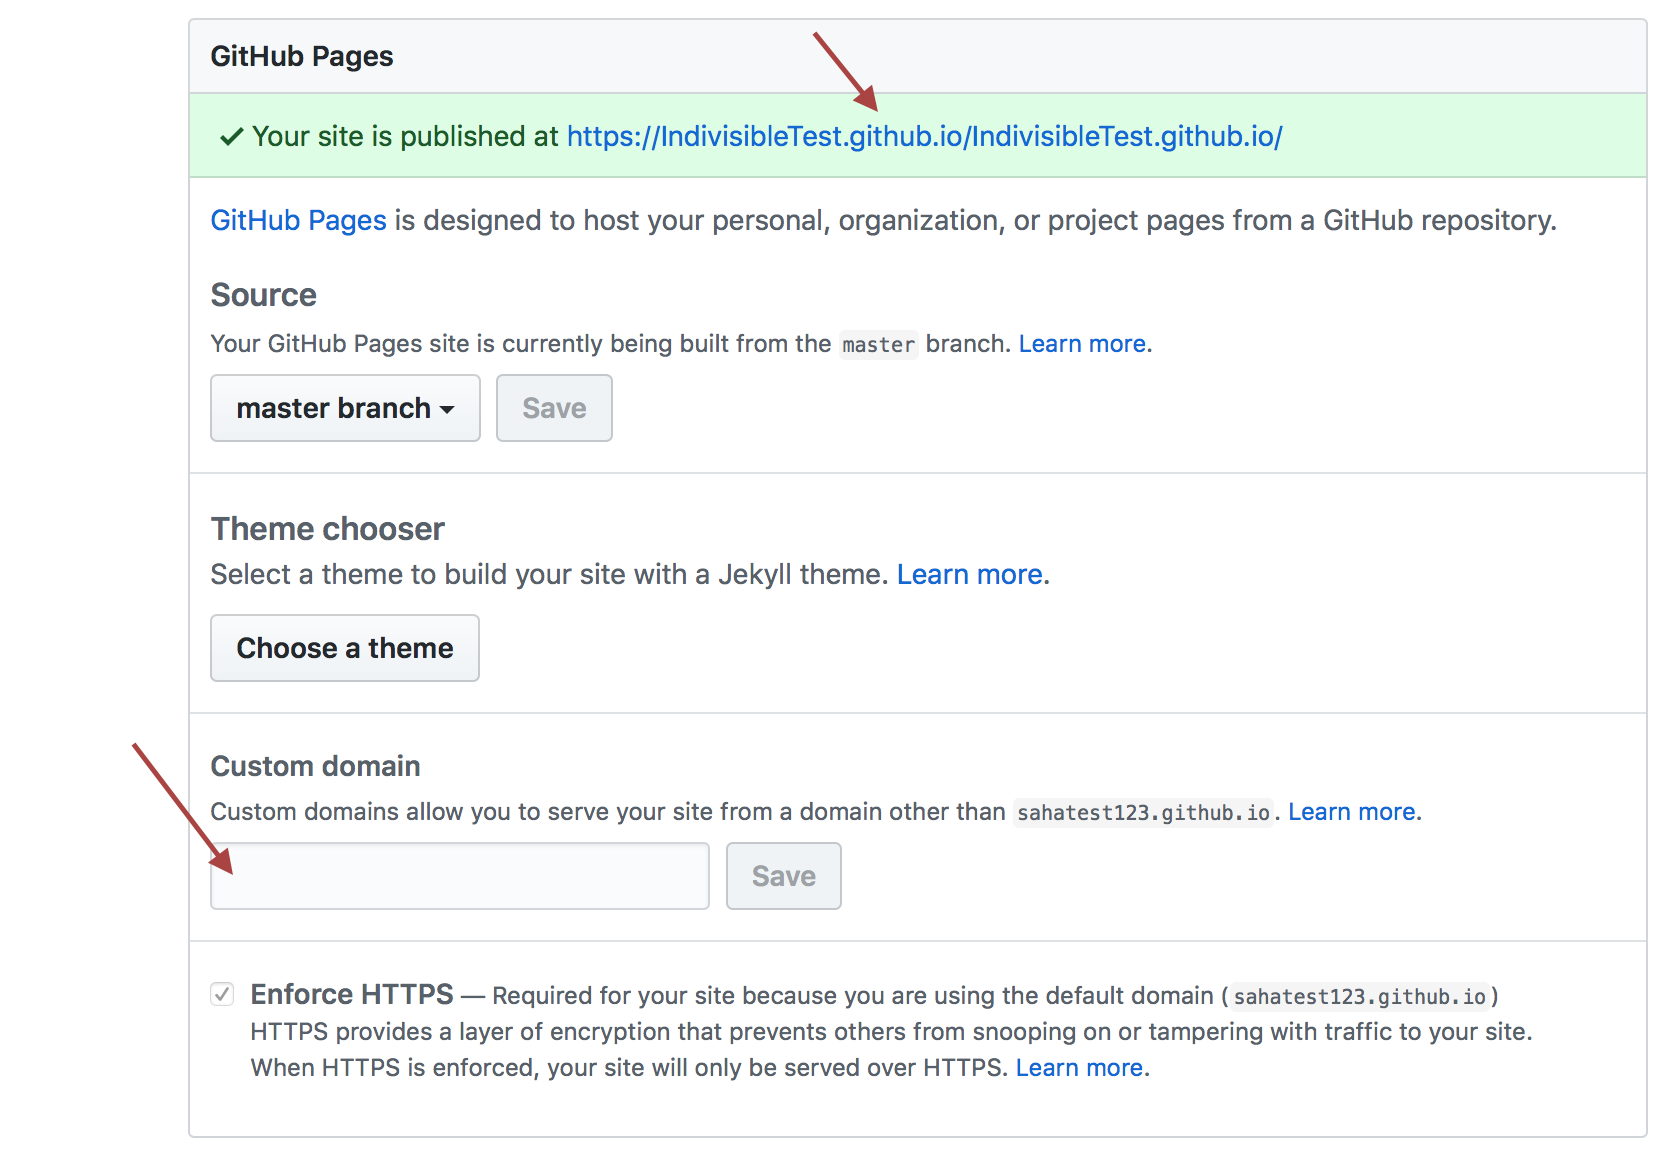 GitHub Pages
Your site is published at https://IndivisibleTest.github.io/IndivisibleTest.github.io/
GitHub Pages is designed to host your personal, organization, or project pages from a GitHub repository.
Source
Your GitHub Pages site is currently being built from the master branch. Learn more.
master branch Save
Theme chooser
Select a theme to build your site with a Jekyll theme. Learn more.
Choose a theme
Custom domain
Custom domains allow you to serve your site from a domain other than sahatest123.github.io. Learn more.
Save
Enforce HTTPS — Required for your site because you are using the default domain (sahatest123.github.io)
HTTPS provides a layer of encryption that prevents others from snooping on or tampering with traffic to your site.
When HTTPS is enforced, your site will only be served over HTTPS. Learn more.